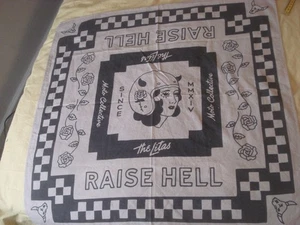 RAISE HELL
The Litas
Moto Collective
SINCE
MMXIV
Moto Collective
The Litas
RAISE HELL